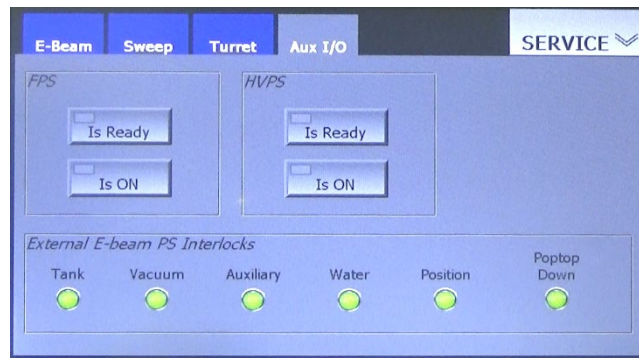 E-Beam Sweep Turret Aux I/O SERVICE
FPS HVPS
Is Ready Is Ready
Is ON Is ON
External E-beam PS Interlocks
Tank Vacuum Auxiliary Water Position Poptop
Down